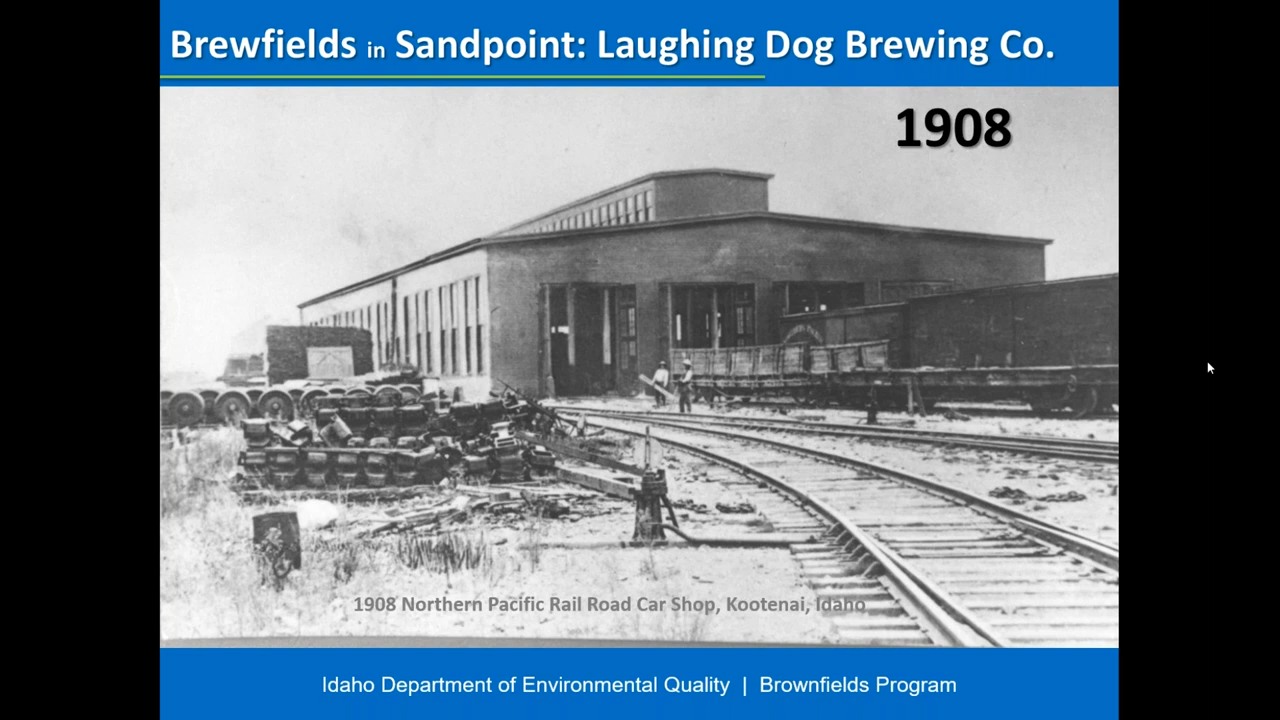 Brewfields in Sandpoint: Laughing Dog Brewing Co.
1908
1908 Northern Pacific Rail Road Car Shop, Kootenai, Idaho
Idaho Department of Environmental Quality | Brownfields Program